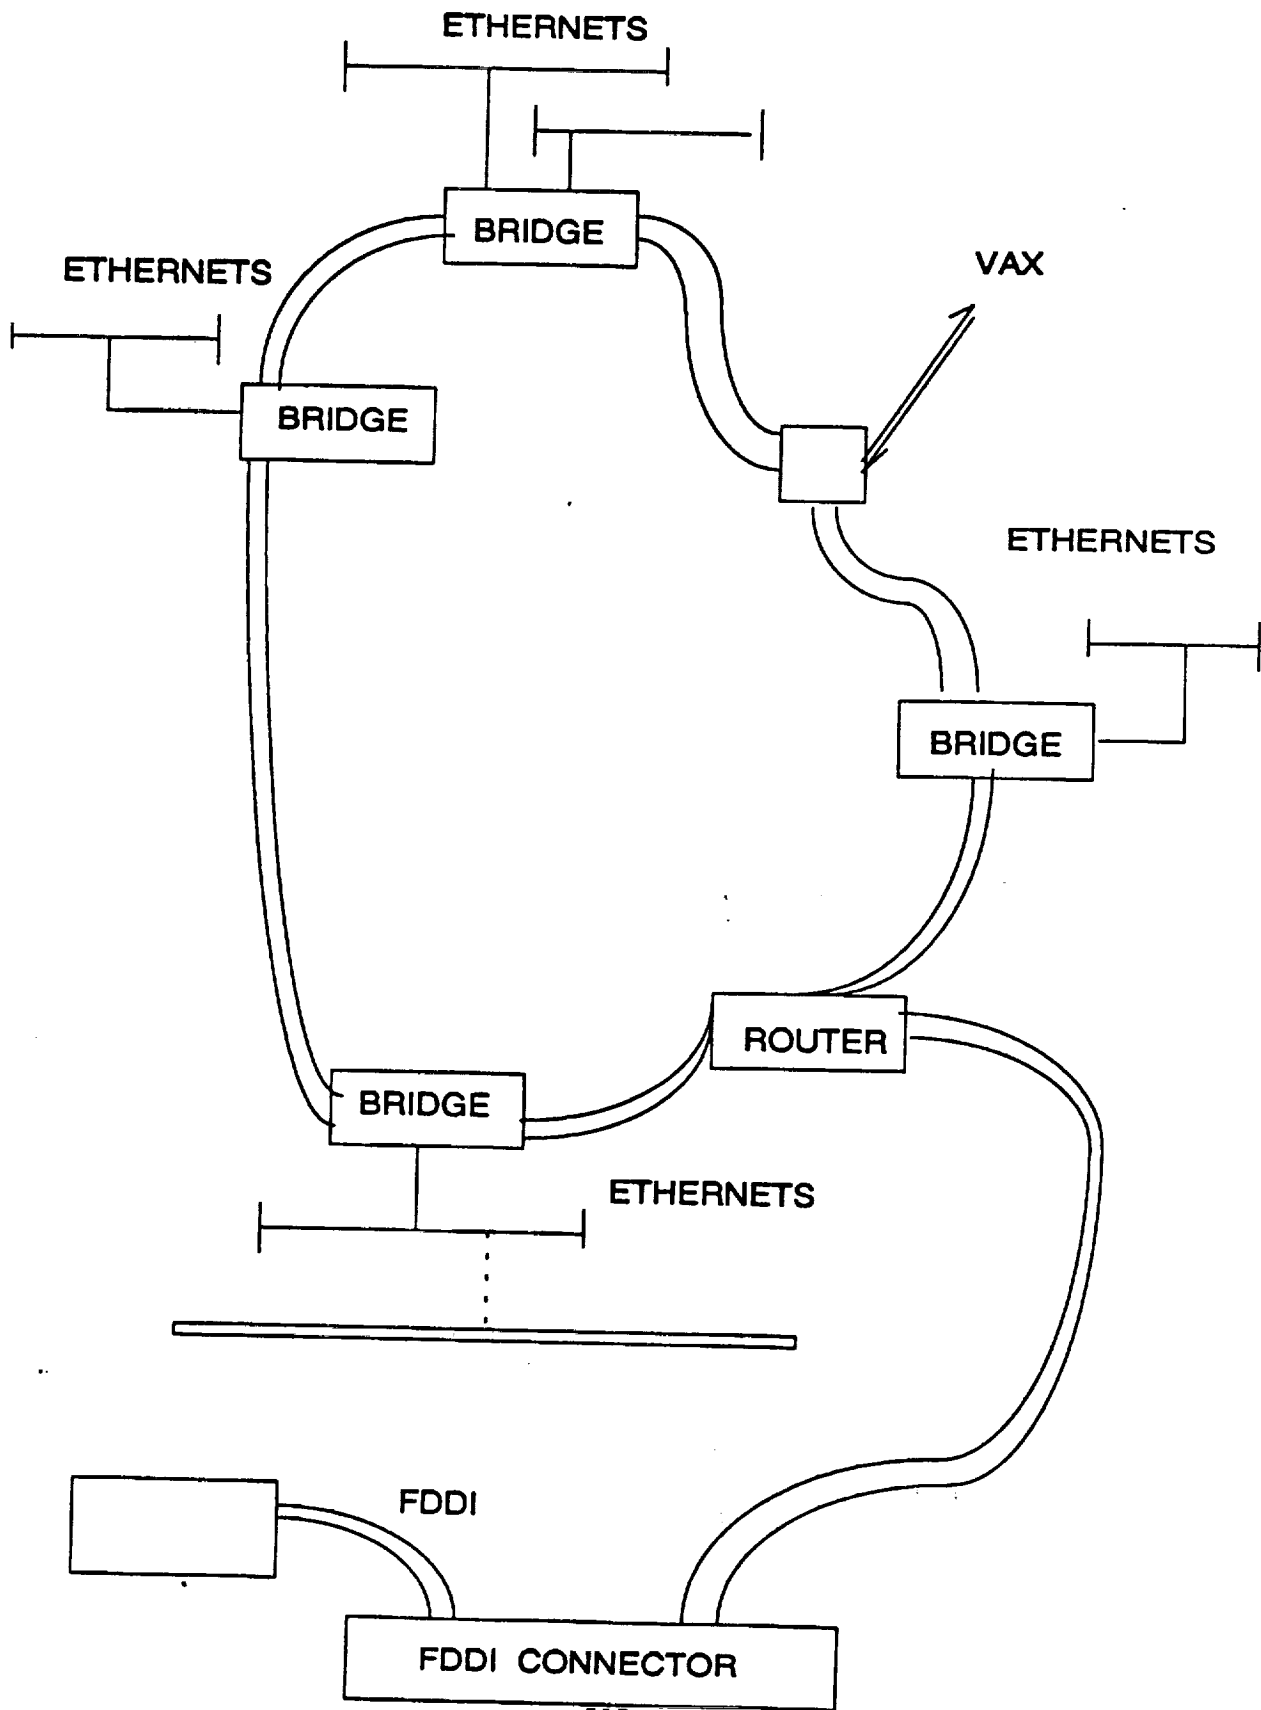 ETHERNETS
BRIDGE
VAX
ETHERNETS
BRIDGE
ETHERNETS
BRIDGE
ROUTER
BRIDGE
ETHERNETS
FDDI
FDDI CONNECTOR